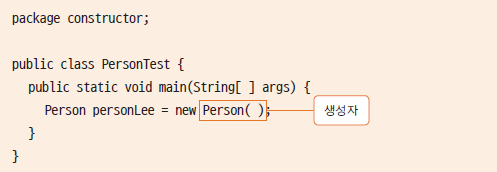 package constructor;
public class PersonTest {
public static void main(String[ ] args) {
Person personLee = new Person( );
생성자
}
}